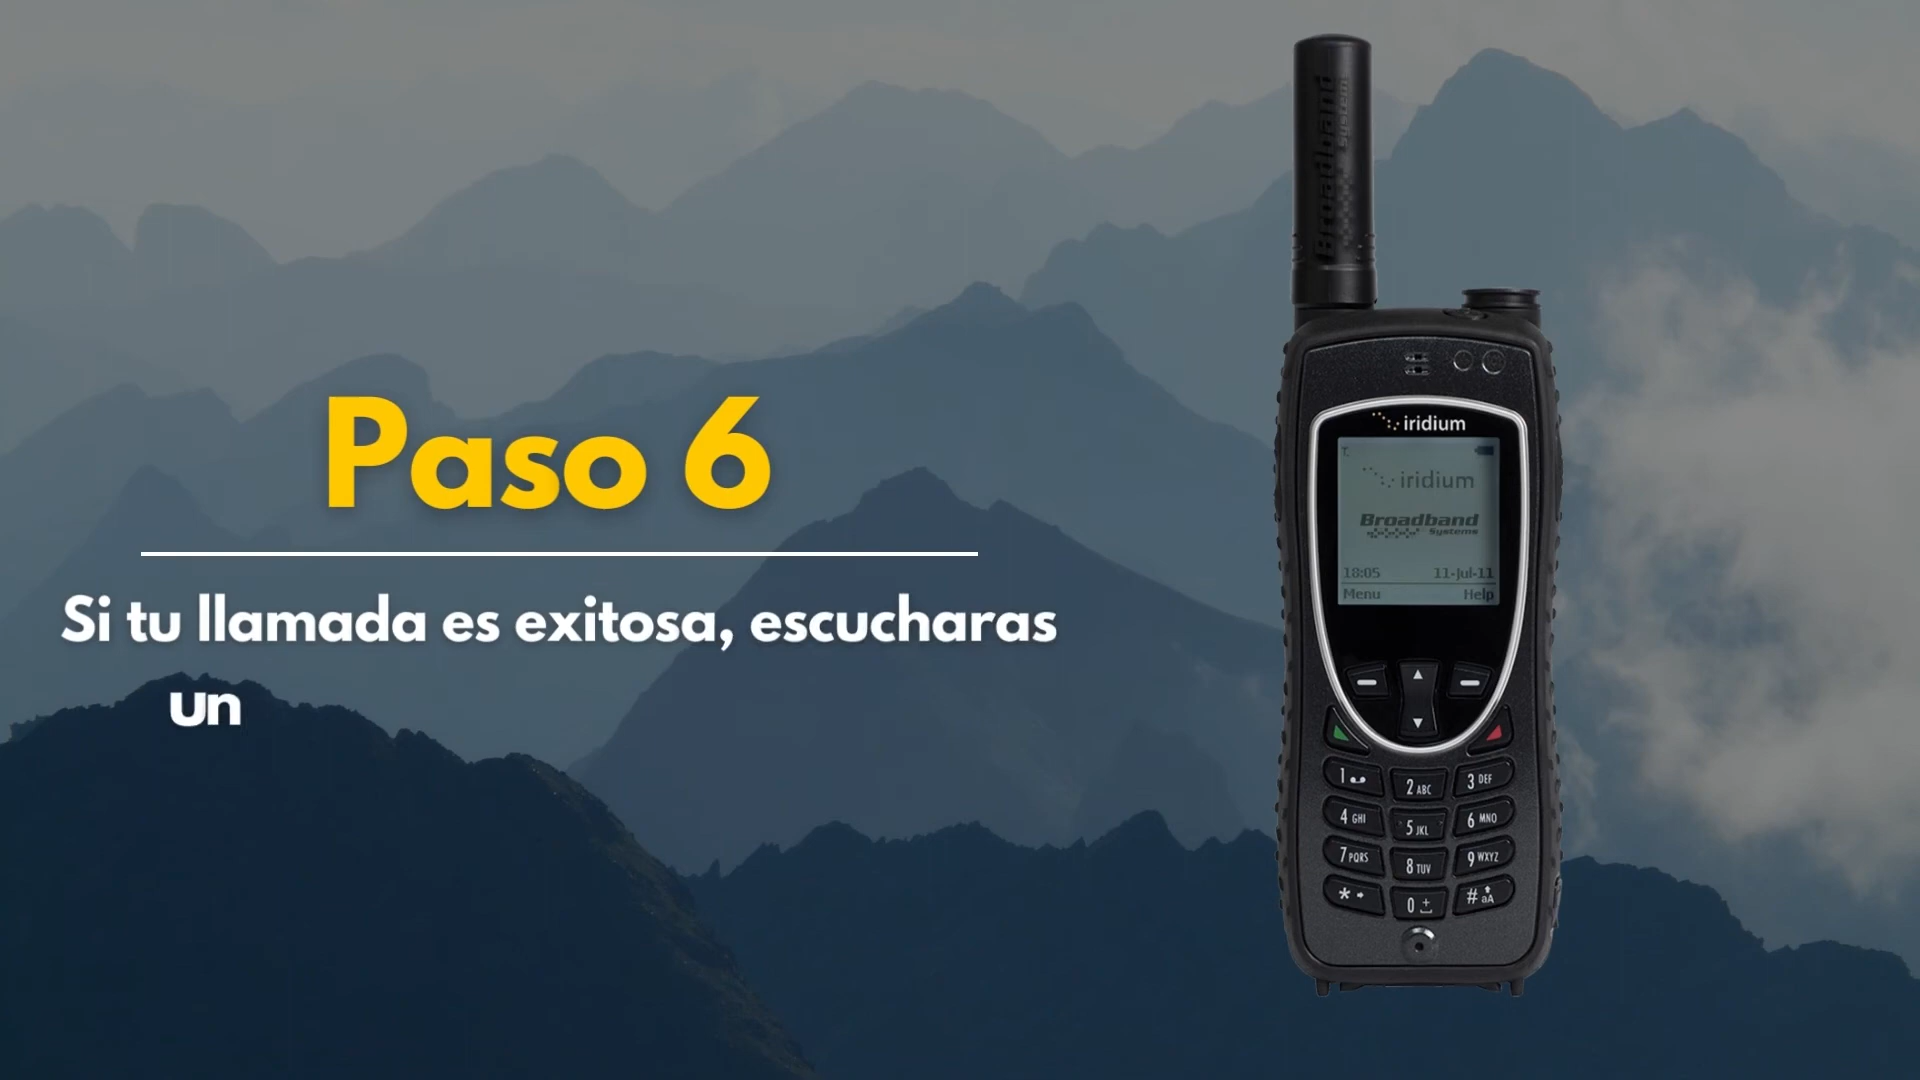 Paso 6
Si tu llamada es exitosa, escucharas
un
Broadband
System
iridium
iridium
Broadband
Systems
18:05 11-Jul-11
Menu Help
1
2 ABC
3 DEF
4 GHI
5 JKL
6 MNO
7 PQRS
8 TUV
9 WXYZ
*
0 +
# aA